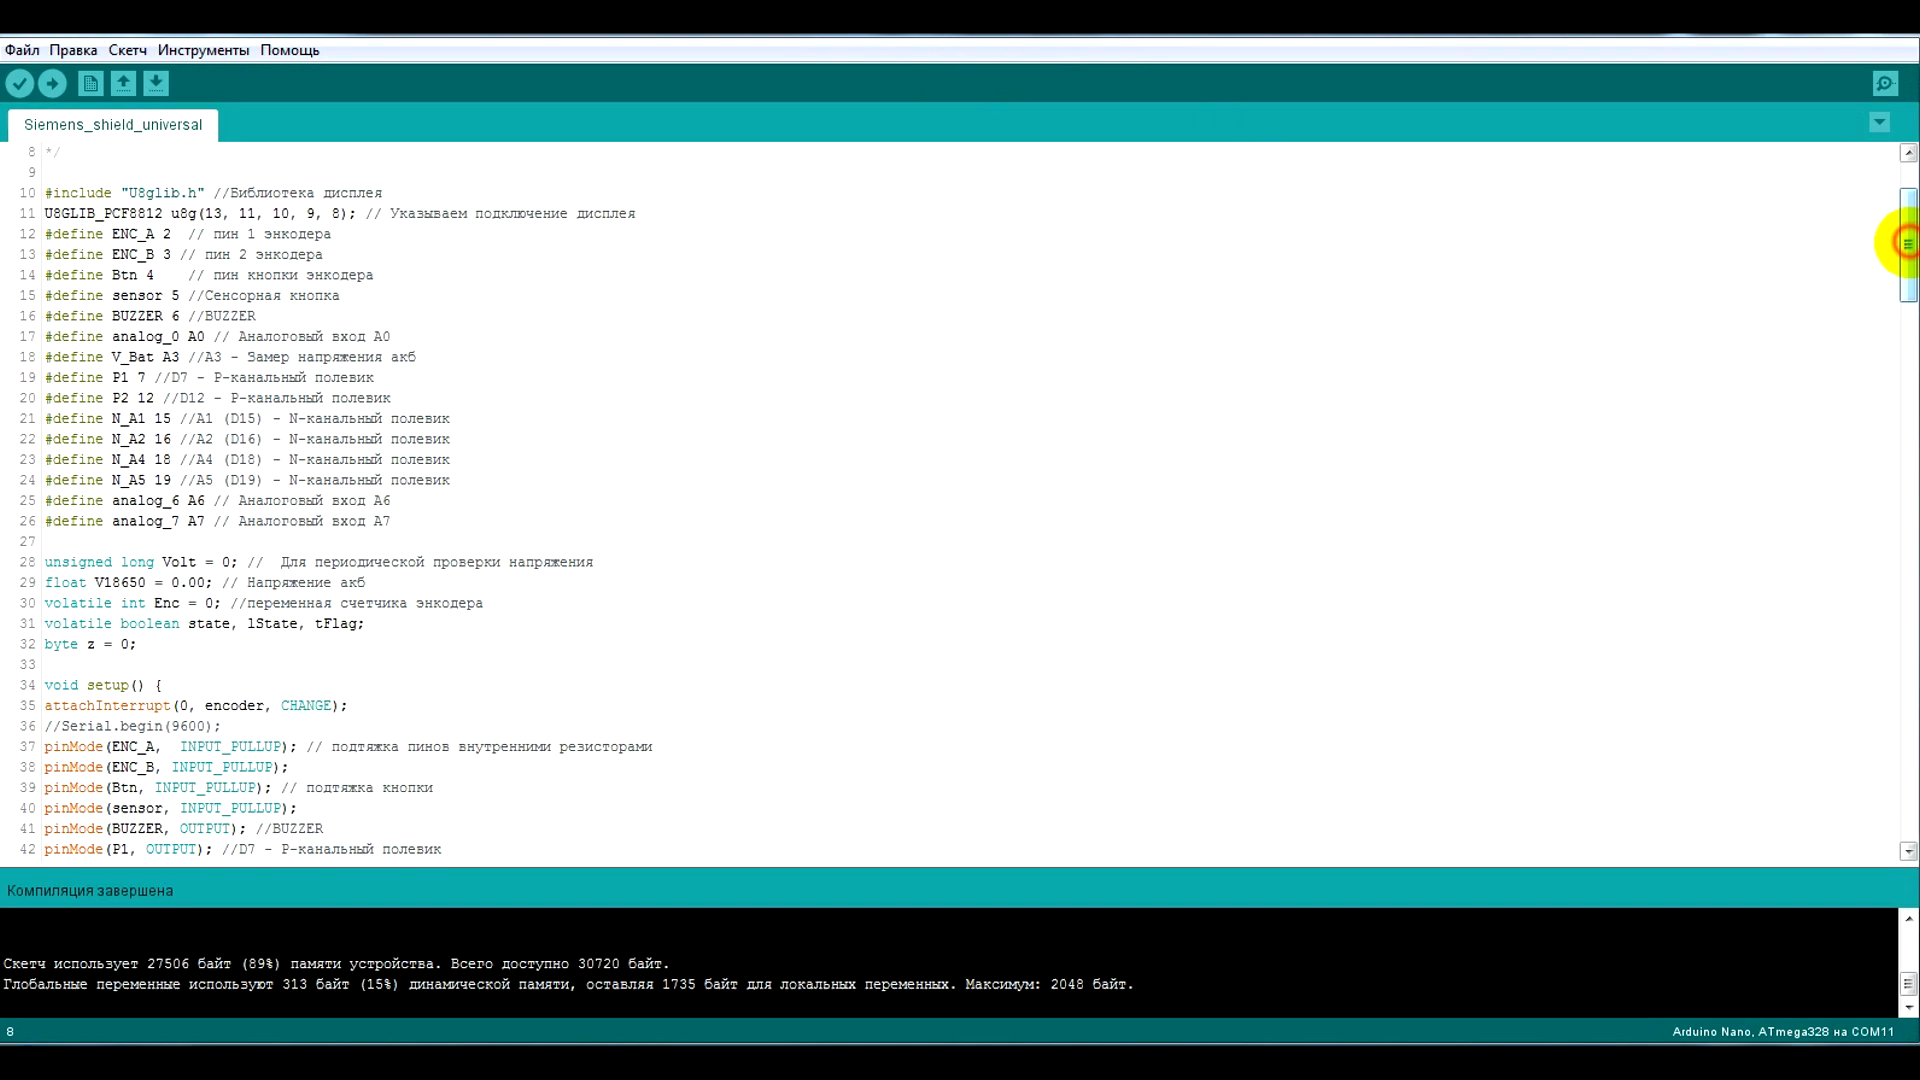 Файл Правка Скетч Инструменты Помощь
Siemens_shield_universal
8 */
9
10 #include "U8glib.h" //Библиотека дисплея
11 U8GLIB_PCF8812 u8g(13, 11, 10, 9, 8); // Указываем подключение дисплея
12 #define ENC_A 2  // пин 1 энкодера
13 #define ENC_B 3 // пин 2 энкодера
14 #define Btn 4    // пин кнопки энкодера
15 #define sensor 5 //Сенсорная кнопка
16 #define BUZZER 6 //BUZZER
17 #define analog_0 A0 // Аналоговый вход A0
18 #define V_Bat A3 //A3 - Замер напряжения акб
19 #define P1 7 //D7 - P-канальный полевик
20 #define P2 12 //D12 - P-канальный полевик
21 #define N_A1 15 //A1 (D15) - N-канальный полевик
22 #define N_A2 16 //A2 (D16) - N-канальный полевик
23 #define N_A4 18 //A4 (D18) - N-канальный полевик
24 #define N_A5 19 //A5 (D19) - N-канальный полевик
25 #define analog_6 A6 // Аналоговый вход A6
26 #define analog_7 A7 // Аналоговый вход A7
27
28 unsigned long Volt = 0; //  Для периодической проверки напряжения
29 float V18650 = 0.00; // Напряжение акб
30 volatile int Enc = 0; //переменная счетчика энкодера
31 volatile boolean state, lState, tFlag;
32 byte z = 0;
33
34 void setup() {
35 attachInterrupt(0, encoder, CHANGE);
36 //Serial.begin(9600);
37 pinMode(ENC_A,  INPUT_PULLUP); // подтяжка пинов внутренними резисторами
38 pinMode(ENC_B, INPUT_PULLUP);
39 pinMode(Btn, INPUT_PULLUP); // подтяжка кнопки
40 pinMode(sensor, INPUT_PULLUP);
41 pinMode(BUZZER, OUTPUT); //BUZZER
42 pinMode(P1, OUTPUT); //D7 - P-канальный полевик
Компиляция завершена
Скетч использует 27506 байт (89%) памяти устройства. Всего доступно 30720 байт.
Глобальные переменные используют 313 байт (15%) динамической памяти, оставляя 1735 байт для локальных переменных. Максимум: 2048 байт.
8
Arduino Nano, ATmega328 на COM11